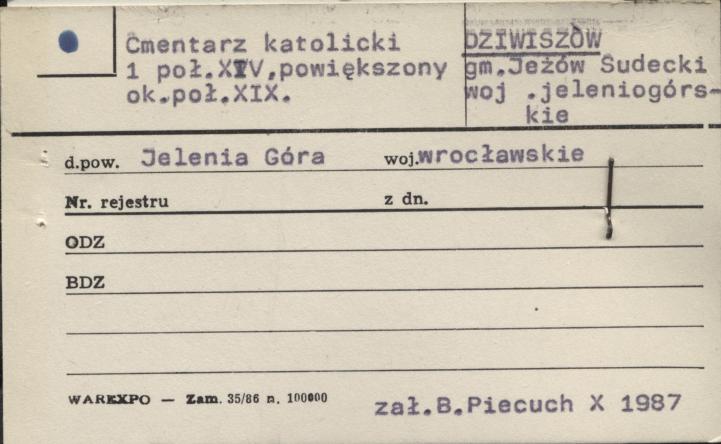 Cmentarz katolicki
1 poł.XIV,powiększony
ok.poł.XIX.
DZIWISZÓW
gm.Jeżów Sudecki
woj .jeleniogórs-
kie
d.pow. Jelenia Góra woj.wrocławskie
Nr. rejestru z dn.
ODZ
BDZ
WAREXPO — Zam. 35/86 n. 100000
zał.B.Piecuch X 1987